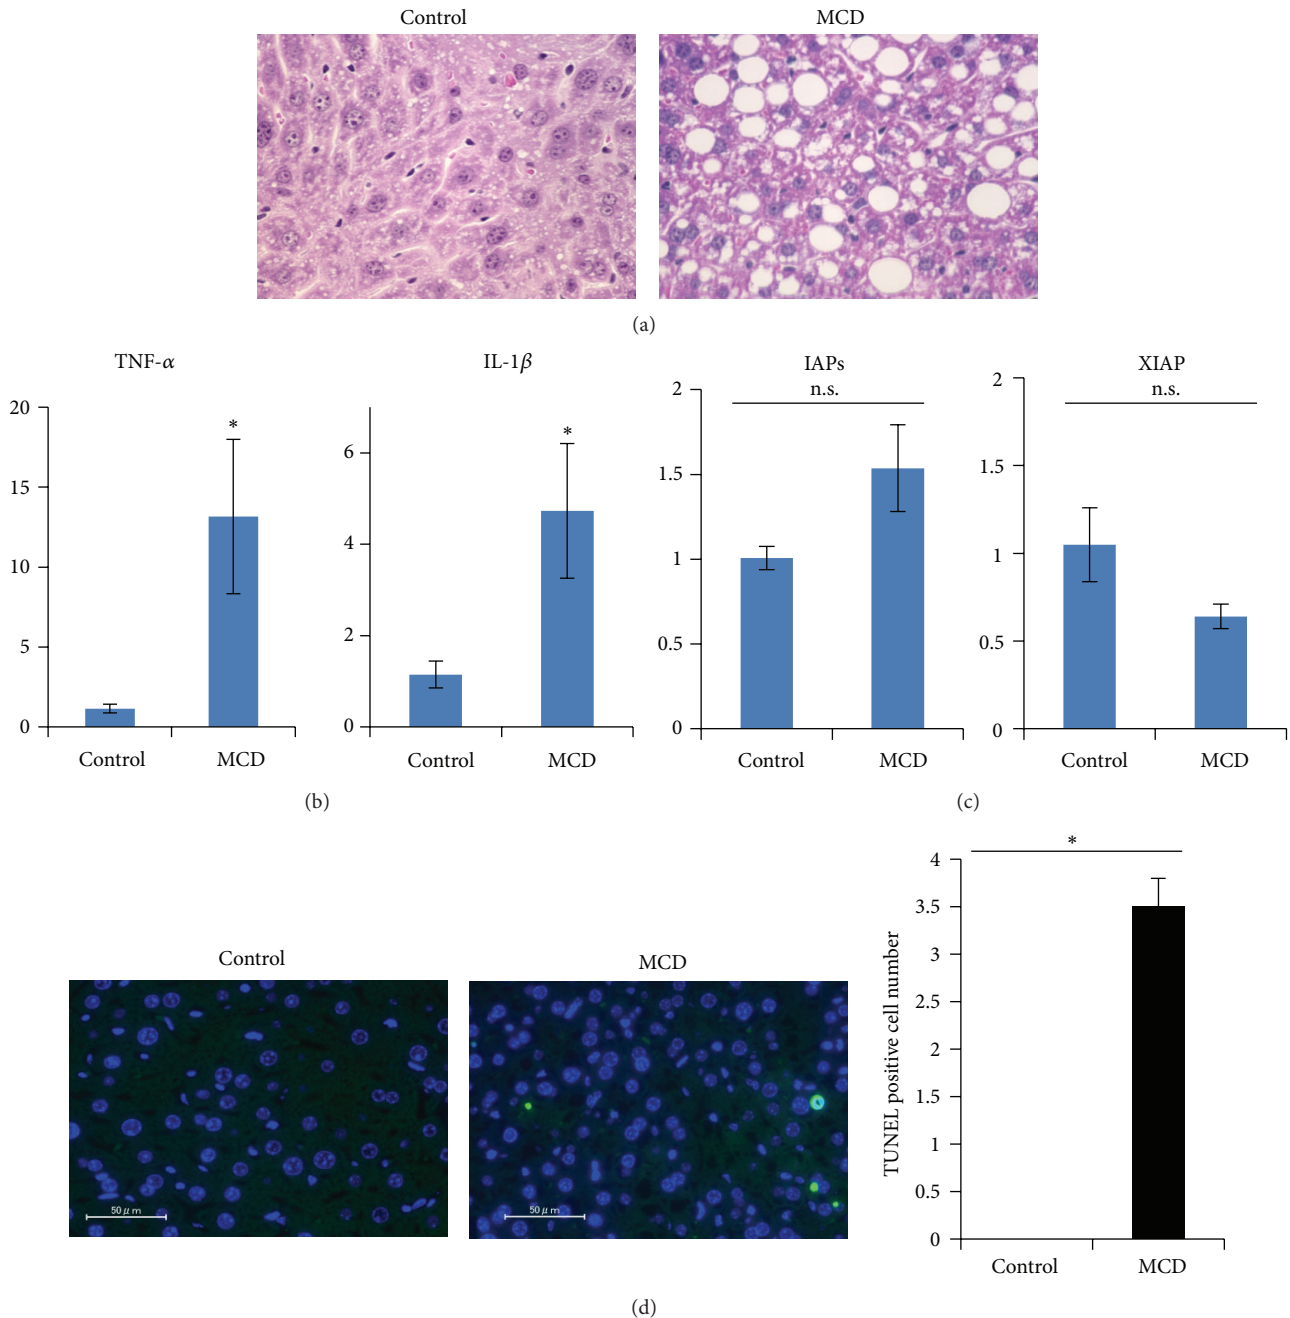 Control
MCD
(a)
TNF-α
20
15
10
5
0
*
Control
MCD
IL-1β
6
4
2
0
*
Control
MCD
(b)
IAPs
n.s.
2
1.5
1
0.5
0
Control
MCD
XIAP
n.s.
2
1.5
1
0.5
0
Control
MCD
(c)
Control
50 μm
MCD
50 μm
TUNEL positive cell number
*
4
3.5
3
2.5
2
1.5
1
0.5
0
Control
MCD
(d)